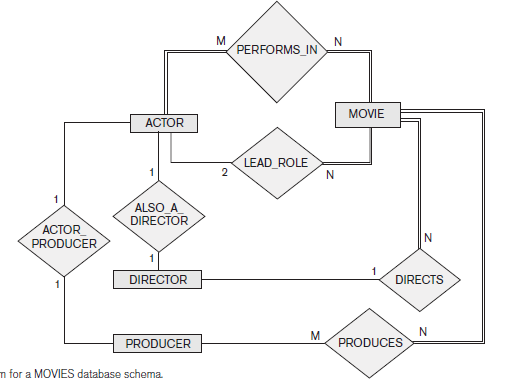 M
PERFORMS_IN
N
ACTOR
MOVIE
1
2
LEAD_ROLE
N
1
ALSO_A_
DIRECTOR
ACTOR_
PRODUCER
1
1
DIRECTOR
1
DIRECTS
N
PRODUCER
M
PRODUCES
N
m for a MOVIES database schema.